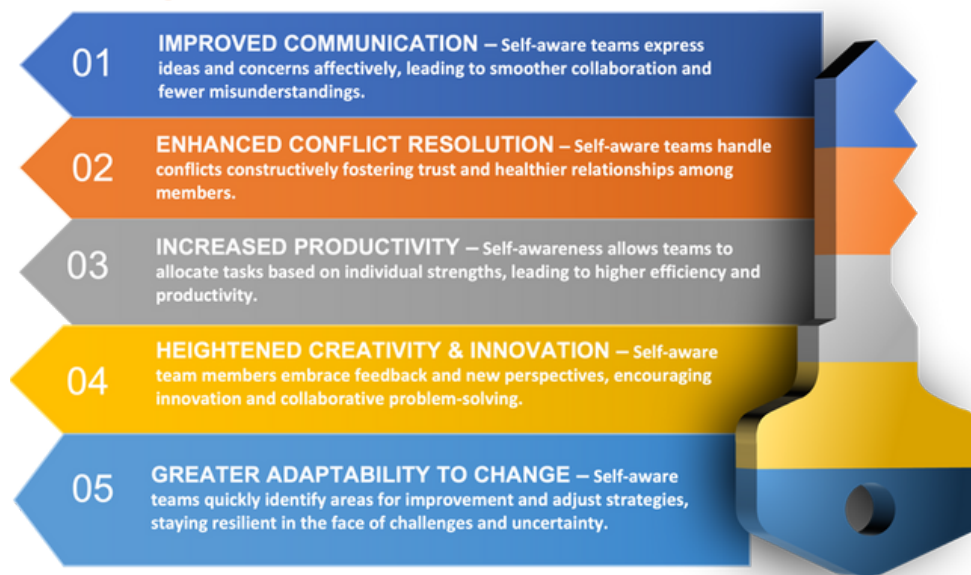 01
IMPROVED COMMUNICATION – Self-aware teams express
ideas and concerns affectively, leading to smoother collaboration and
fewer misunderstandings.
02
ENHANCED CONFLICT RESOLUTION – Self-aware teams handle
conflicts constructively fostering trust and healthier relationships among
members.
03
INCREASED PRODUCTIVITY – Self-awareness allows teams to
allocate tasks based on individual strengths, leading to higher efficiency and
productivity.
04
HEIGHTENED CREATIVITY & INNOVATION – Self-aware
team members embrace feedback and new perspectives, encouraging
innovation and collaborative problem-solving.
05
GREATER ADAPTABILITY TO CHANGE – Self-aware
teams quickly identify areas for improvement and adjust strategies,
staying resilient in the face of challenges and uncertainty.